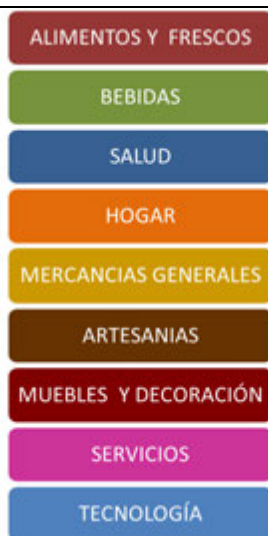 ALIMENTOS Y FRESCOS
BEBIDAS
SALUD
HOGAR
MERCANCIAS GENERALES
ARTESANIAS
MUEBLES Y DECORACIÓN
SERVICIOS
TECNOLOGÍA